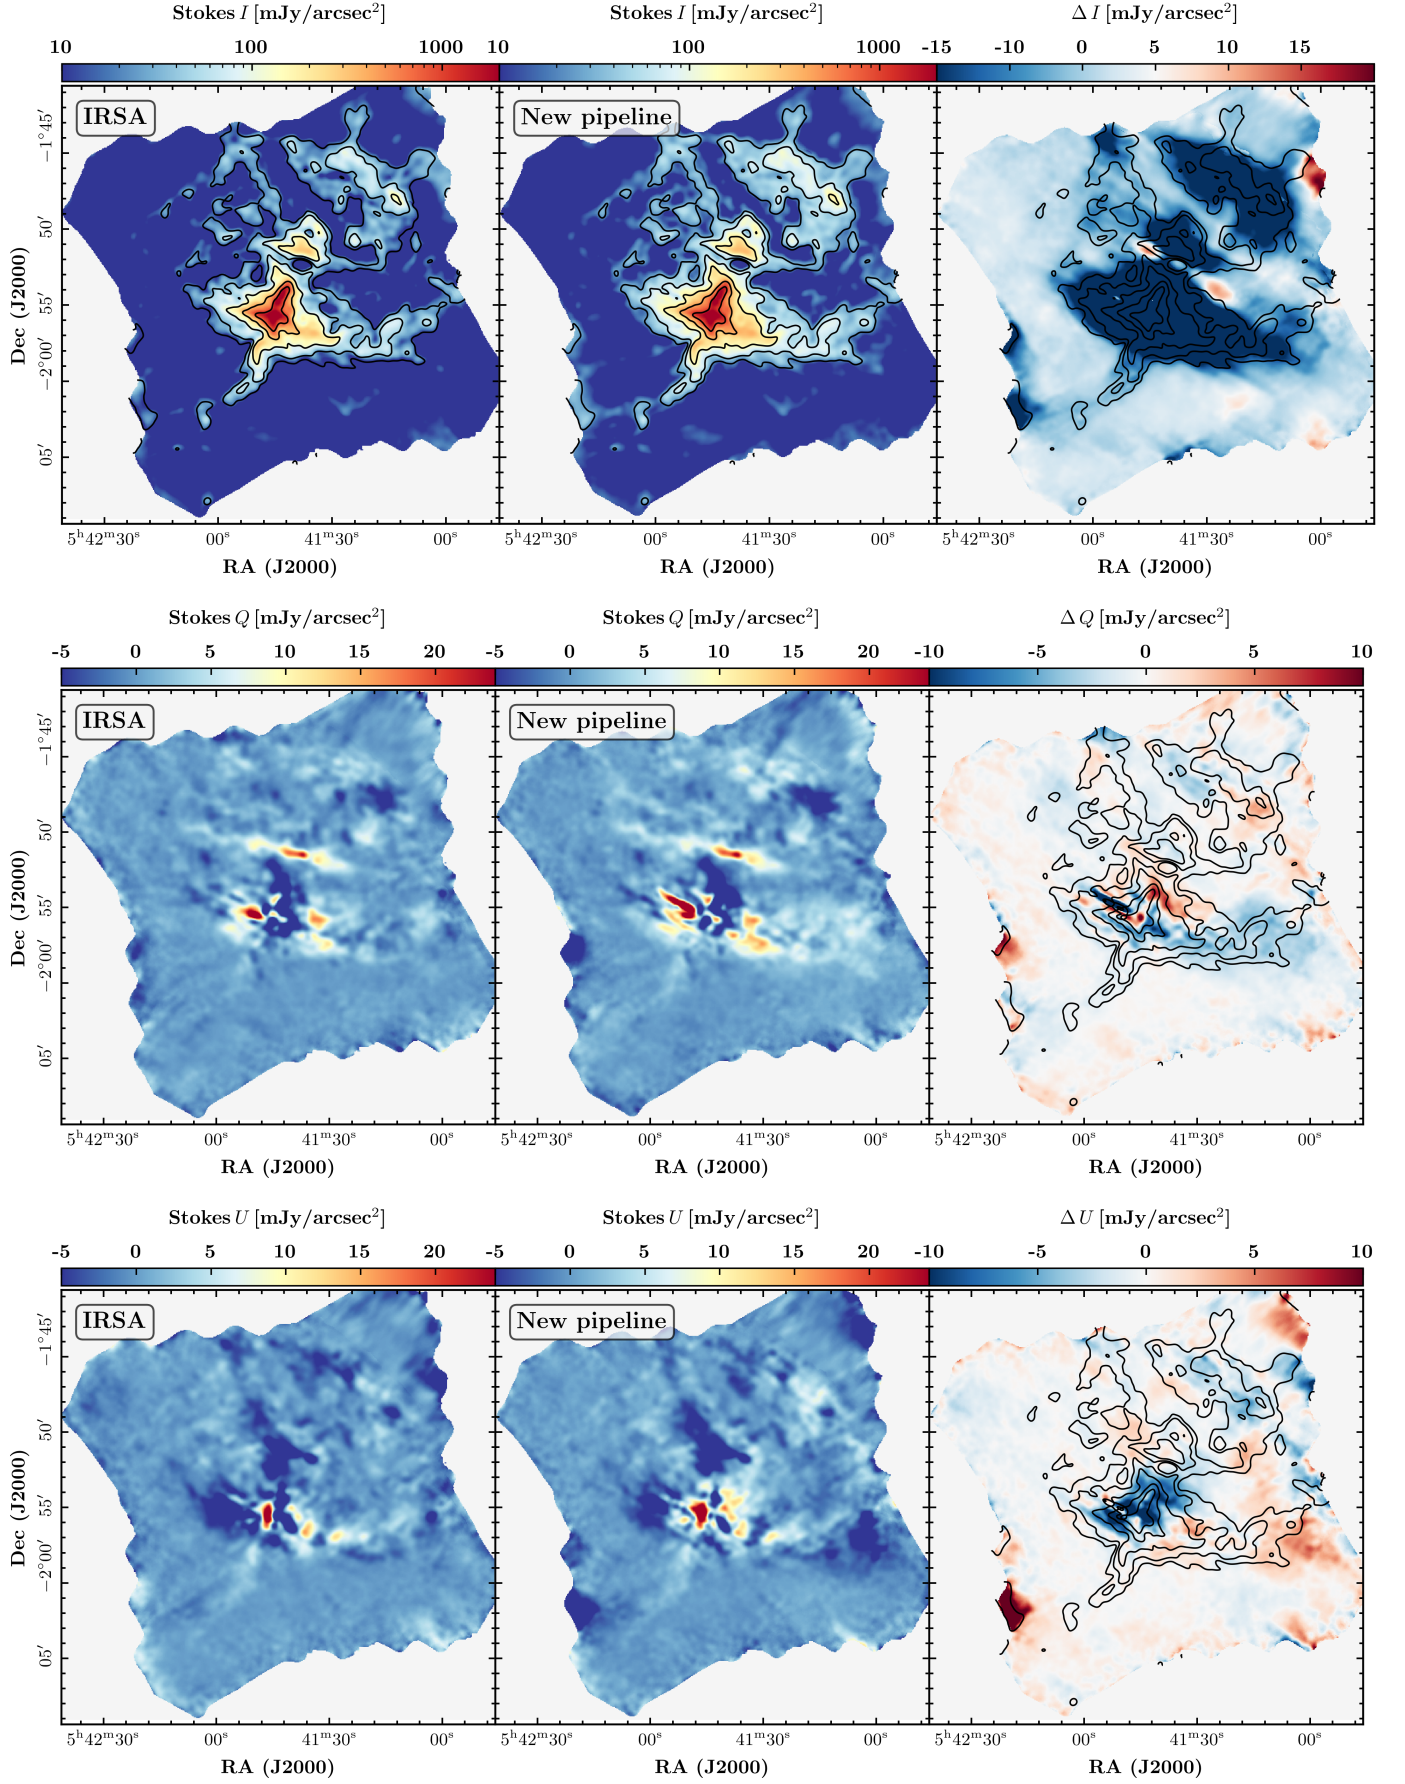 Stokes I [mJy/arcsec²] Stokes I [mJy/arcsec²] Δ I [mJy/arcsec²]
10 100 1000 10 100 1000 -15 -10 0 5 10 15
IRSA New pipeline
−1°45′
50′
55′
−2°00′
05′
Dec (J2000)
5ʰ42ᵐ30ˢ 00ˢ 41ᵐ30ˢ 00ˢ 5ʰ42ᵐ30ˢ 00ˢ 41ᵐ30ˢ 00ˢ 5ʰ42ᵐ30ˢ 00ˢ 41ᵐ30ˢ 00ˢ
RA (J2000) RA (J2000) RA (J2000)
Stokes Q [mJy/arcsec²] Stokes Q [mJy/arcsec²] Δ Q [mJy/arcsec²]
-5 0 5 10 15 20 -5 0 5 10 15 20 -10 -5 0 5 10
IRSA New pipeline
−1°45′
50′
55′
−2°00′
05′
Dec (J2000)
5ʰ42ᵐ30ˢ 00ˢ 41ᵐ30ˢ 00ˢ 5ʰ42ᵐ30ˢ 00ˢ 41ᵐ30ˢ 00ˢ 5ʰ42ᵐ30ˢ 00ˢ 41ᵐ30ˢ 00ˢ
RA (J2000) RA (J2000) RA (J2000)
Stokes U [mJy/arcsec²] Stokes U [mJy/arcsec²] Δ U [mJy/arcsec²]
-5 0 5 10 15 20 -5 0 5 10 15 20 -10 -5 0 5 10
IRSA New pipeline
−1°45′
50′
55′
−2°00′
05′
Dec (J2000)
5ʰ42ᵐ30ˢ 00ˢ 41ᵐ30ˢ 00ˢ 5ʰ42ᵐ30ˢ 00ˢ 41ᵐ30ˢ 00ˢ 5ʰ42ᵐ30ˢ 00ˢ 41ᵐ30ˢ 00ˢ
RA (J2000) RA (J2000) RA (J2000)